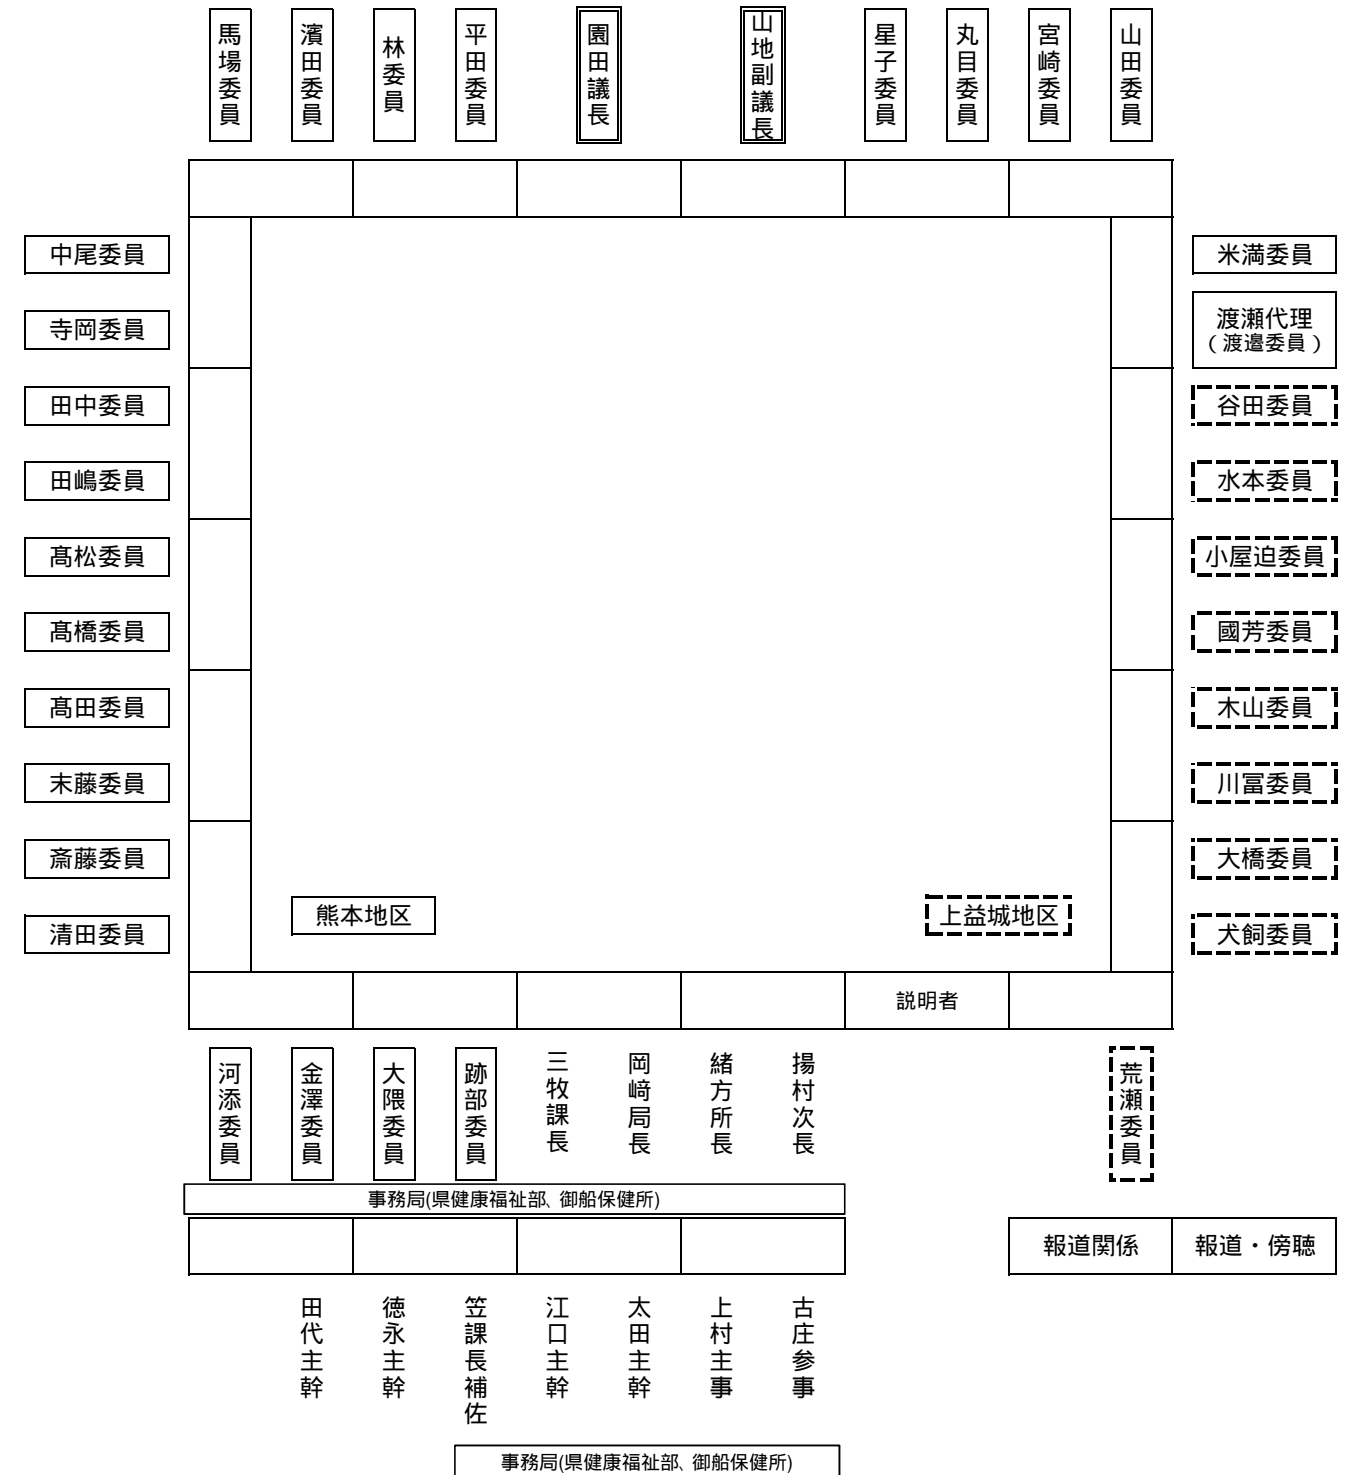 馬場委員
濱田委員
林委員
平田委員
園田議長
山地副議長
星子委員
丸目委員
宮崎委員
山田委員
中尾委員
寺岡委員
田中委員
田嶋委員
髙松委員
髙橋委員
髙田委員
末藤委員
斎藤委員
清田委員
米満委員
渡瀬代理
(渡邉委員)
谷田委員
水本委員
小屋迫委員
國芳委員
木山委員
川冨委員
大橋委員
犬飼委員
熊本地区
上益城地区
説明者
河添委員
金澤委員
大隈委員
跡部委員
三牧課長
岡﨑局長
緒方所長
揚村次長
荒瀬委員
事務局(県健康福祉部、御船保健所)
報道関係
報道・傍聴
田代主幹
徳永主幹
笠課長補佐
江口主幹
太田主幹
上村主事
古庄参事
事務局(県健康福祉部、御船保健所)